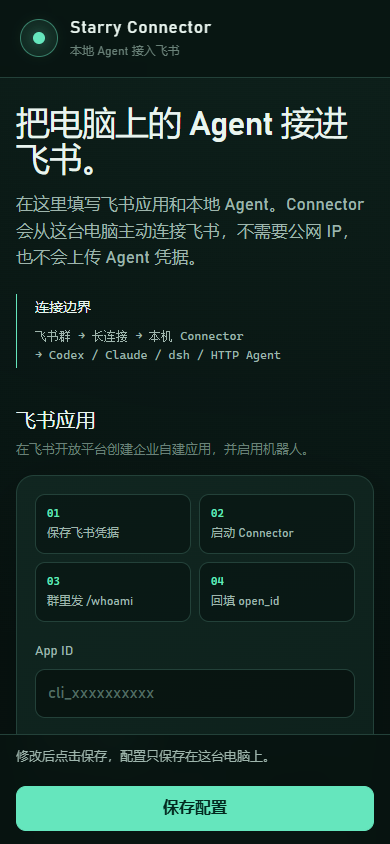 Starry Connector
本地 Agent 接入飞书
把电脑上的 Agent 接进
飞书。
在这里填写飞书应用和本地 Agent。Connector
会从这台电脑主动连接飞书，不需要公网 IP，
也不会上传 Agent 凭据。
连接边界
飞书群 → 长连接 → 本机 Connector
→ Codex / Claude / dsh / HTTP Agent
飞书应用
在飞书开放平台创建企业自建应用，并启用机器人。
01
保存飞书凭据
02
启动 Connector
03
群里发 /whoami
04
回填 open_id
App ID
cli_xxxxxxxxxx
修改后点击保存，配置只保存在这台电脑上。
保存配置